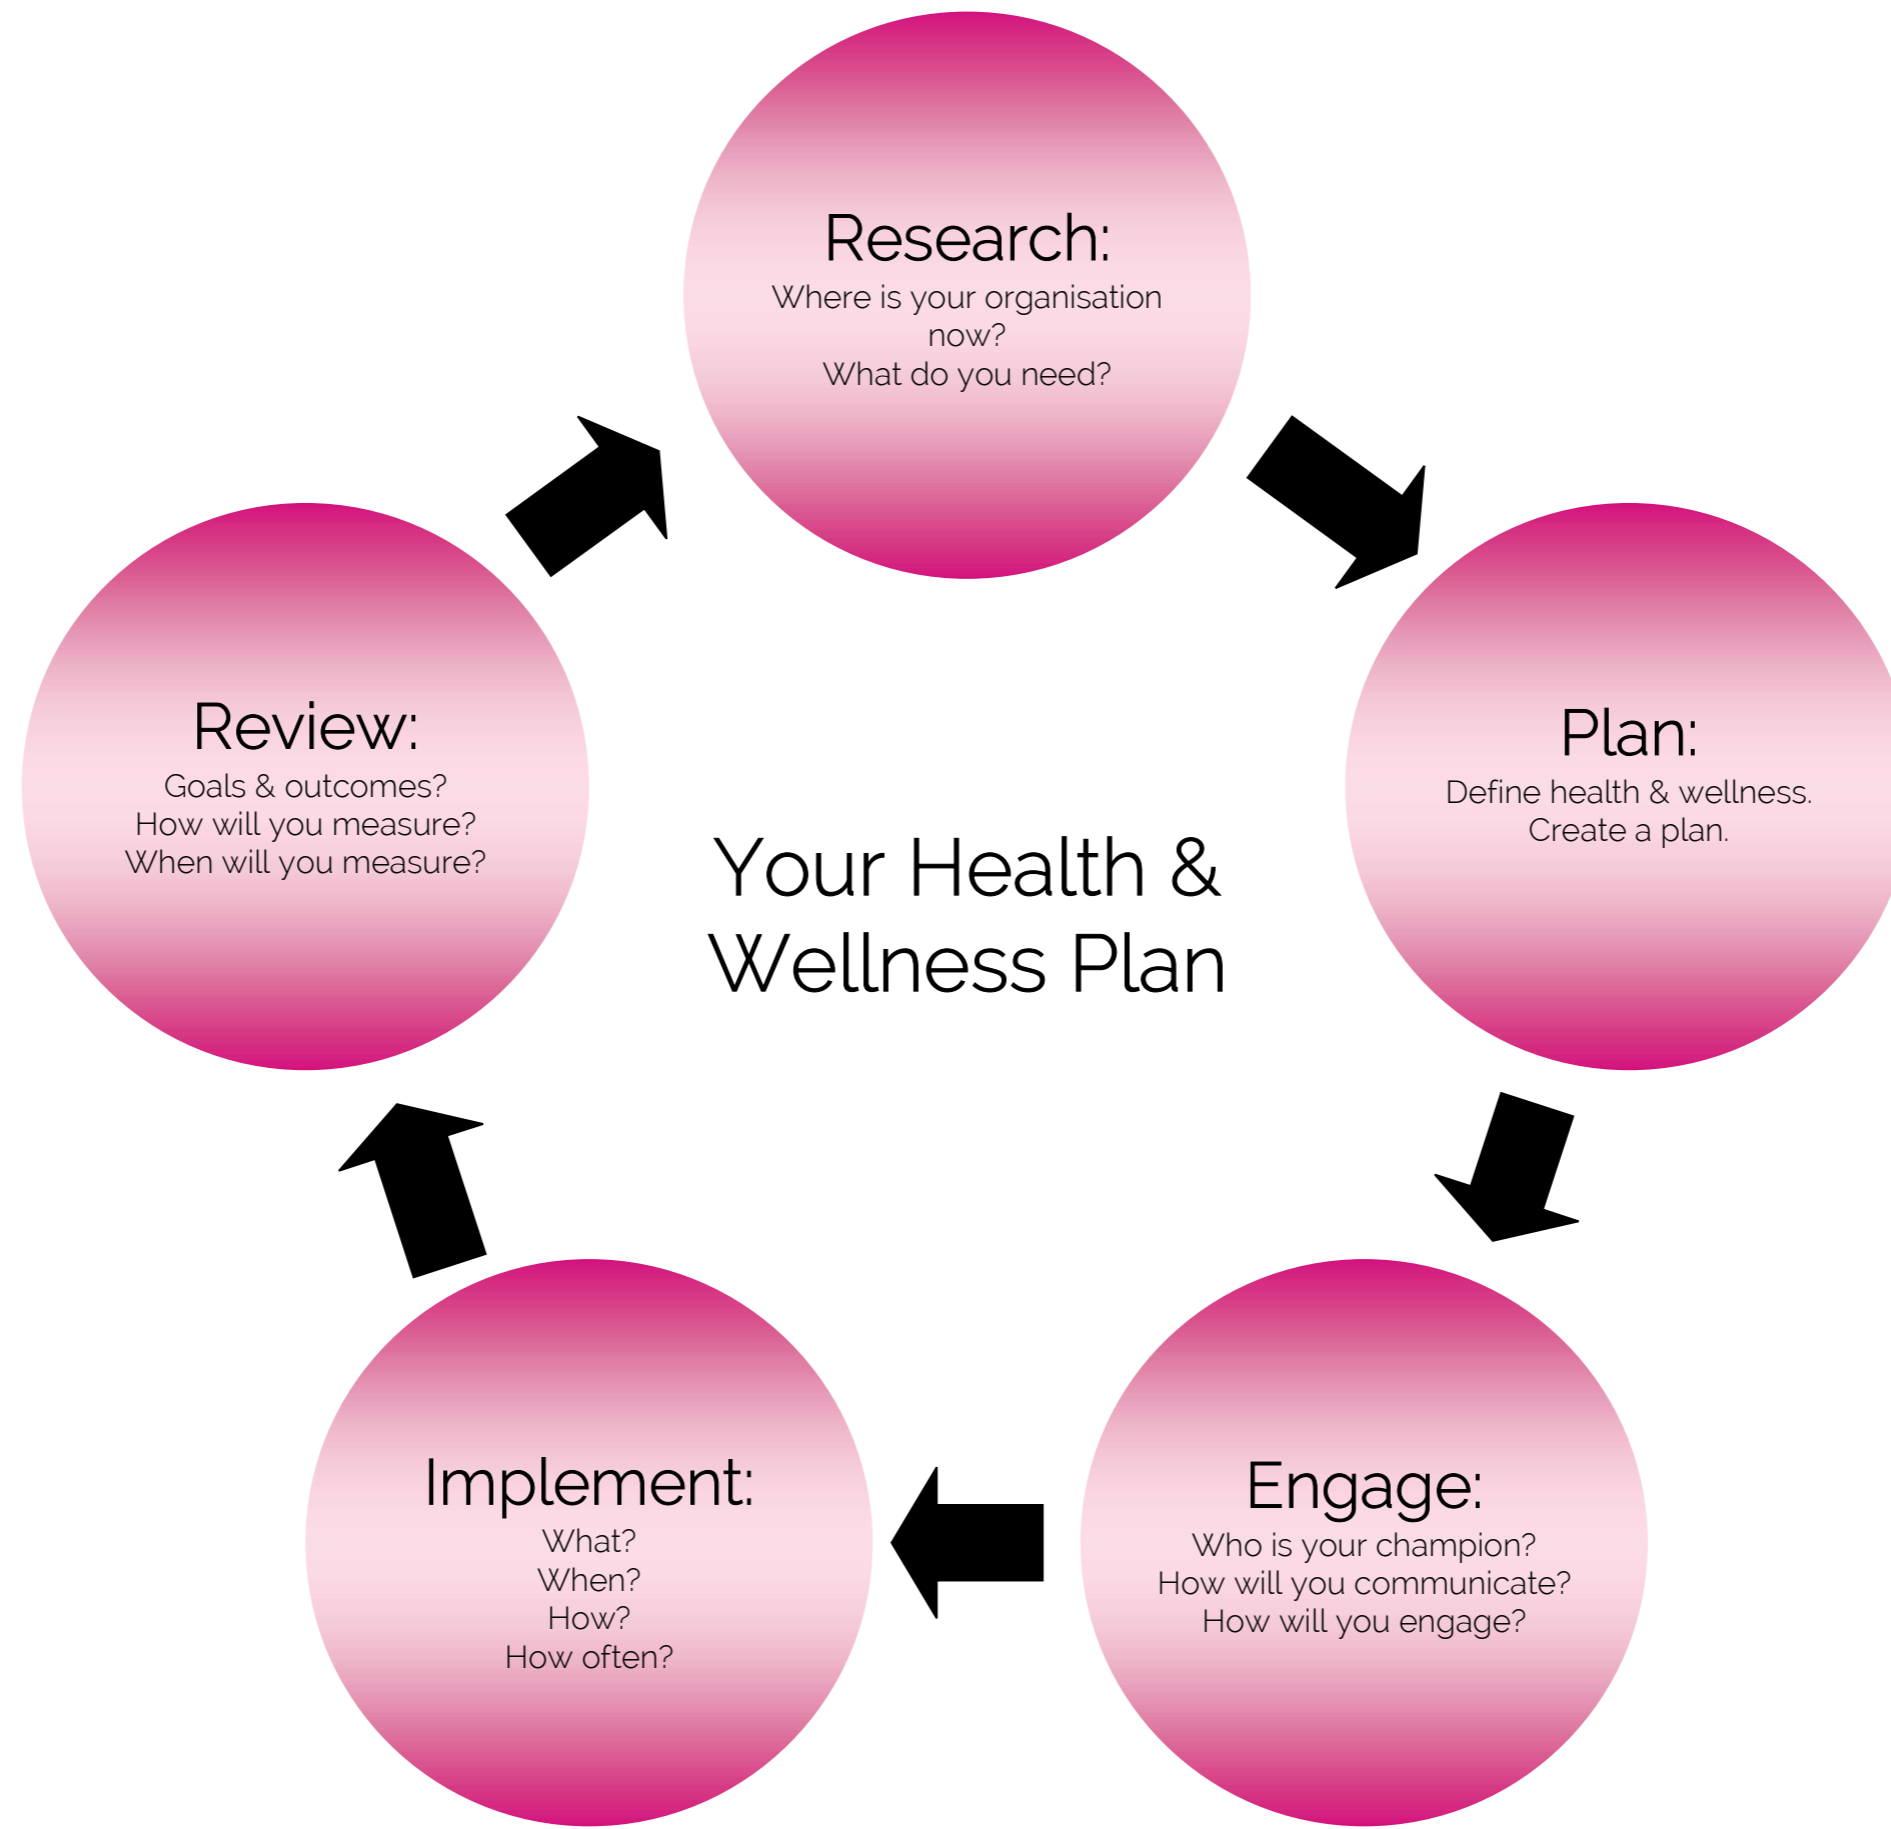 Research:
Where is your organisation
now?
What do you need?
Plan:
Define health & wellness.
Create a plan.
Engage:
Who is your champion?
How will you communicate?
How will you engage?
Implement:
What?
When?
How?
How often?
Review:
Goals & outcomes?
How will you measure?
When will you measure?
Your Health &
Wellness Plan